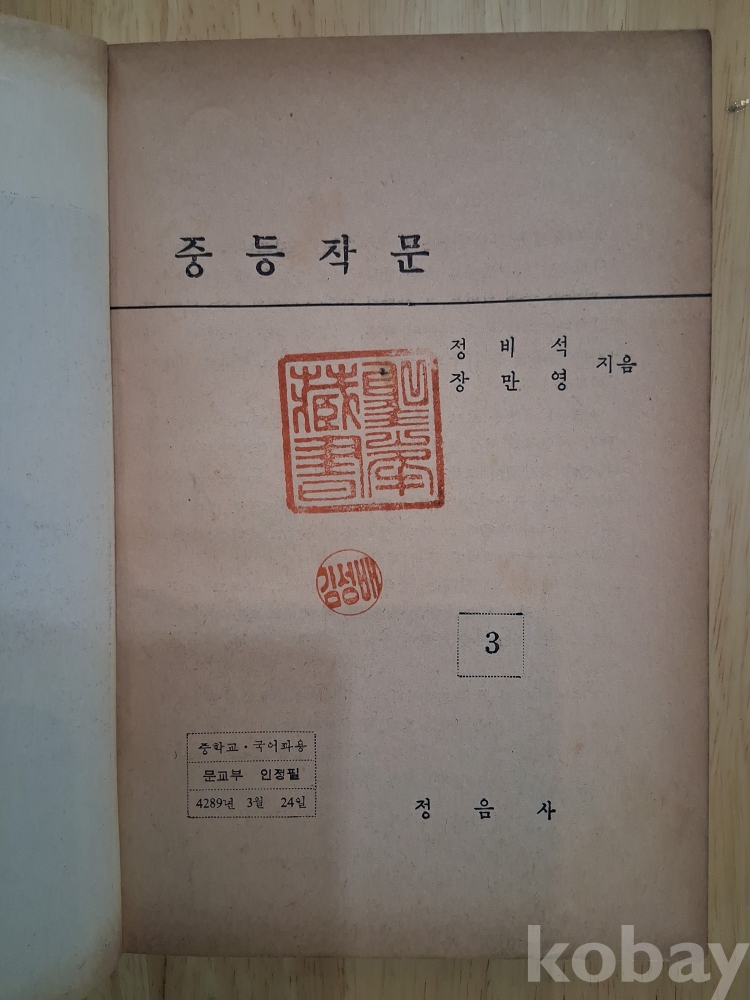 중등작문
정비석
장만영 지음
藏書
김성배
3
중학교·국어과용
문교부 인정필
4289년 3월 24일
정음사
kobay